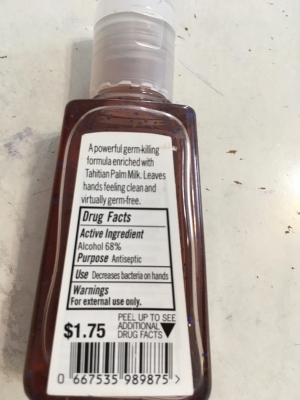 A powerful germ-killing
formula enriched with
Tahitian Palm Milk. Leaves
hands feeling clean and
virtually germ-free.
Drug Facts
Active Ingredient
Alcohol 68%
Purpose Antiseptic
Use Decreases bacteria on hands
Warnings
For external use only.
$1.75
PEEL UP TO SEE
ADDITIONAL
DRUG FACTS
0 667535 989875 >